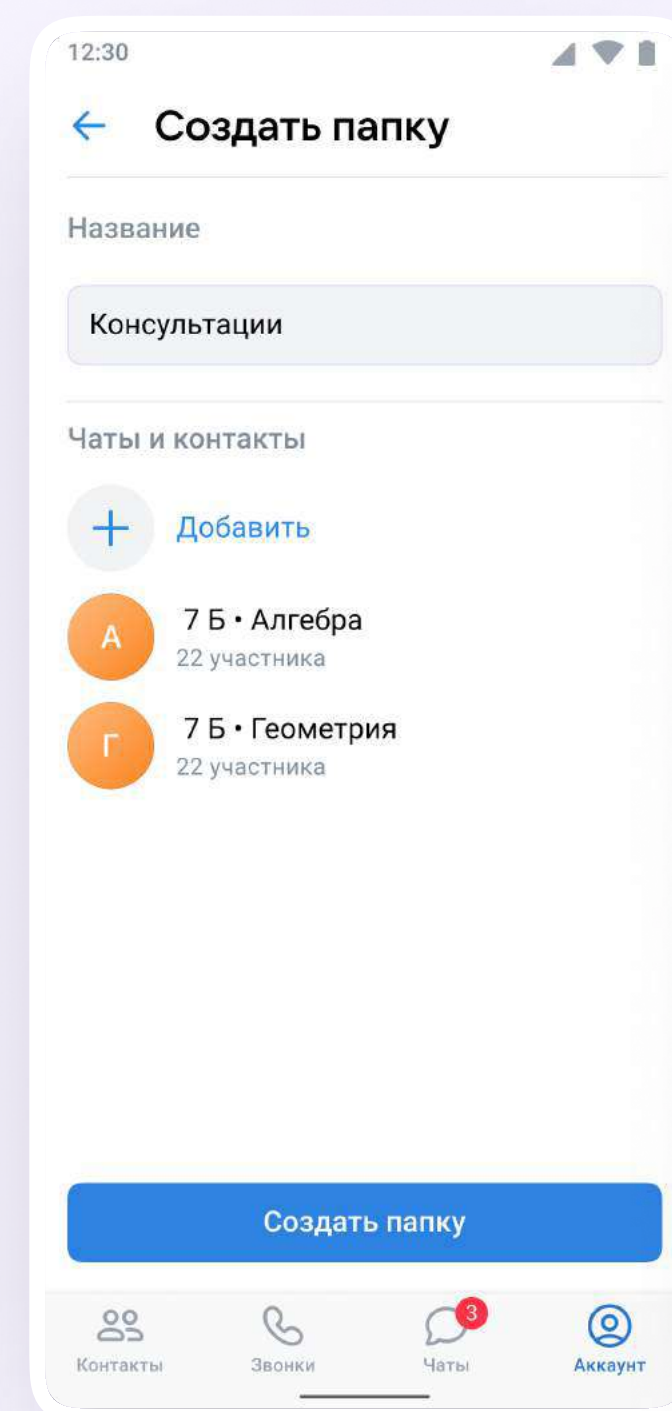 12:30
Создать папку
Название
Консультации
Чаты и контакты
Добавить
А
7 Б • Алгебра
22 участника
Г
7 Б • Геометрия
22 участника
Создать папку
3
Контакты
Звонки
Чаты
Аккаунт